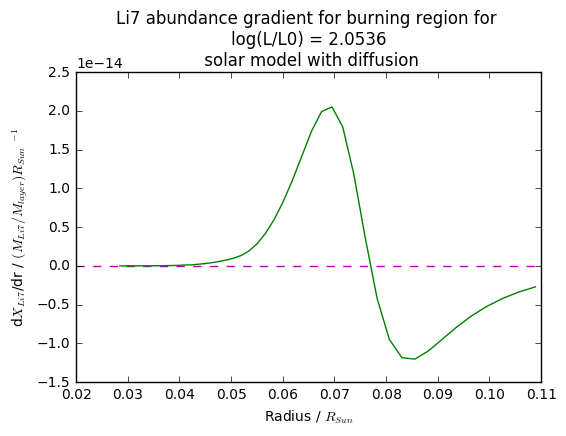 Li7 abundance gradient for burning region for
log(L/L0) = 2.0536
solar model with diffusion
1e−14
2.5
2.0
1.5
1.0
0.5
0.0
−0.5
−1.0
−1.5
0.02 0.03 0.04 0.05 0.06 0.07 0.08 0.09 0.10 0.11
Radius / R_Sun
dX_Li7/dr / (M_Li7/M_layer)R_Sun ^−1